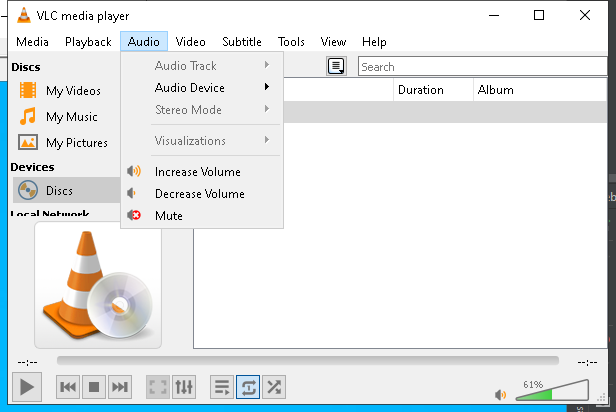 VLC media player
Media Playback Audio Video Subtitle Tools View Help
Discs
My Videos
My Music
My Pictures
Devices
Discs
Local Network
Audio Track
Audio Device
Stereo Mode
Visualizations
Increase Volume
Decrease Volume
Mute
Search
Duration Album
--:-- --:--
61%